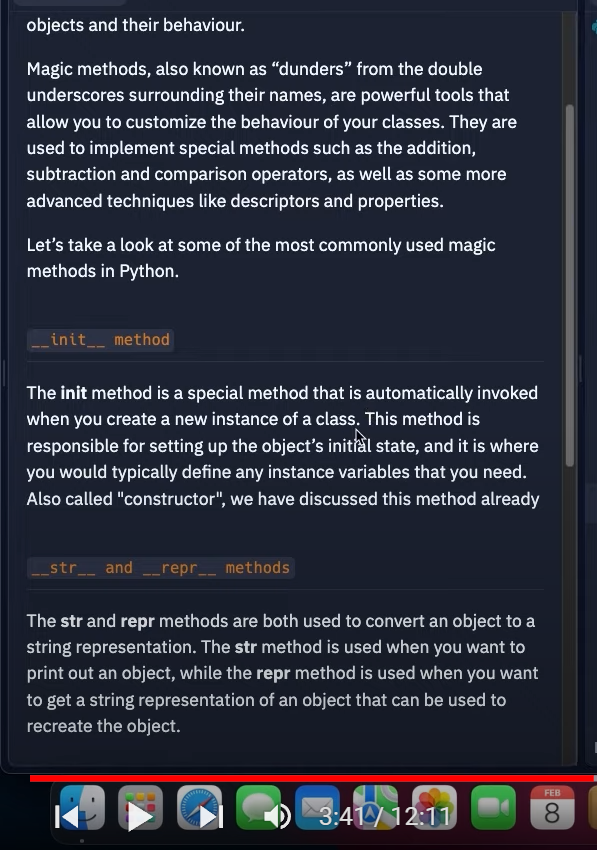 objects and their behaviour.
Magic methods, also known as “dunders” from the double
underscores surrounding their names, are powerful tools that
allow you to customize the behaviour of your classes. They are
used to implement special methods such as the addition,
subtraction and comparison operators, as well as some more
advanced techniques like descriptors and properties.
Let’s take a look at some of the most commonly used magic
methods in Python.
__init__ method
The init method is a special method that is automatically invoked
when you create a new instance of a class. This method is
responsible for setting up the object’s initial state, and it is where
you would typically define any instance variables that you need.
Also called "constructor", we have discussed this method already
__str__ and __repr__ methods
The str and repr methods are both used to convert an object to a
string representation. The str method is used when you want to
print out an object, while the repr method is used when you want
to get a string representation of an object that can be used to
recreate the object.
FEB
8
3:41 / 12:11